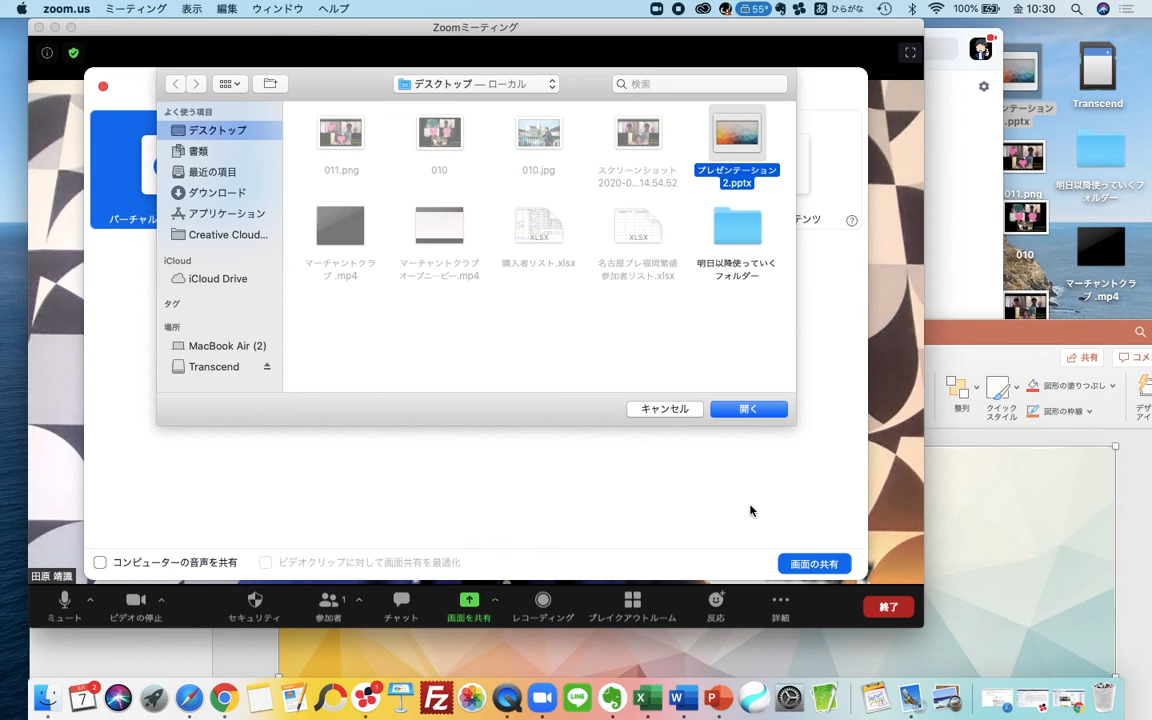 zoom.us ミーティング 表示 編集 ウィンドウ ヘルプ
55° あ ひらがな 100% 金 10:30
Zoomミーティング
デスクトップ — ローカル
検索
よく使う項目
デスクトップ
書類
最近の項目
ダウンロード
アプリケーション
Creative Cloud...
iCloud
iCloud Drive
タグ
場所
MacBook Air (2)
Transcend
011.png
010
010.jpg
スクリーンショット
2020-0...14.54.52
プレゼンテーション
2.pptx
マーチャントクラ
ブ .mp4
マーチャントクラブ
オープニ…ビー.mp4
XLSX
購入者リスト.xlsx
XLSX
名古屋プレ福岡繁盛
参加者リスト.xlsx
明日以降使っていく
フォルダー
キャンセル
開く
バーチャル
ンテンツ
?
コンピューターの音声を共有
ビデオクリップに対して画面共有を最適化
画面の共有
田原 靖識
ミュート
ビデオの停止
セキュリティ
1
参加者
チャット
画面を共有
レコーディング
ブレイクアウトルーム
反応
詳細
終了
ンテーション
.pptx
Transcend
011.png
明日以降使っていくフ
ォルダー
010
マーチャントクラ
ブ .mp4
共有
コメ
整列
クイック
スタイル
図形の塗りつぶし
図形の枠線
デザ
アイ
7
2
1
LINE